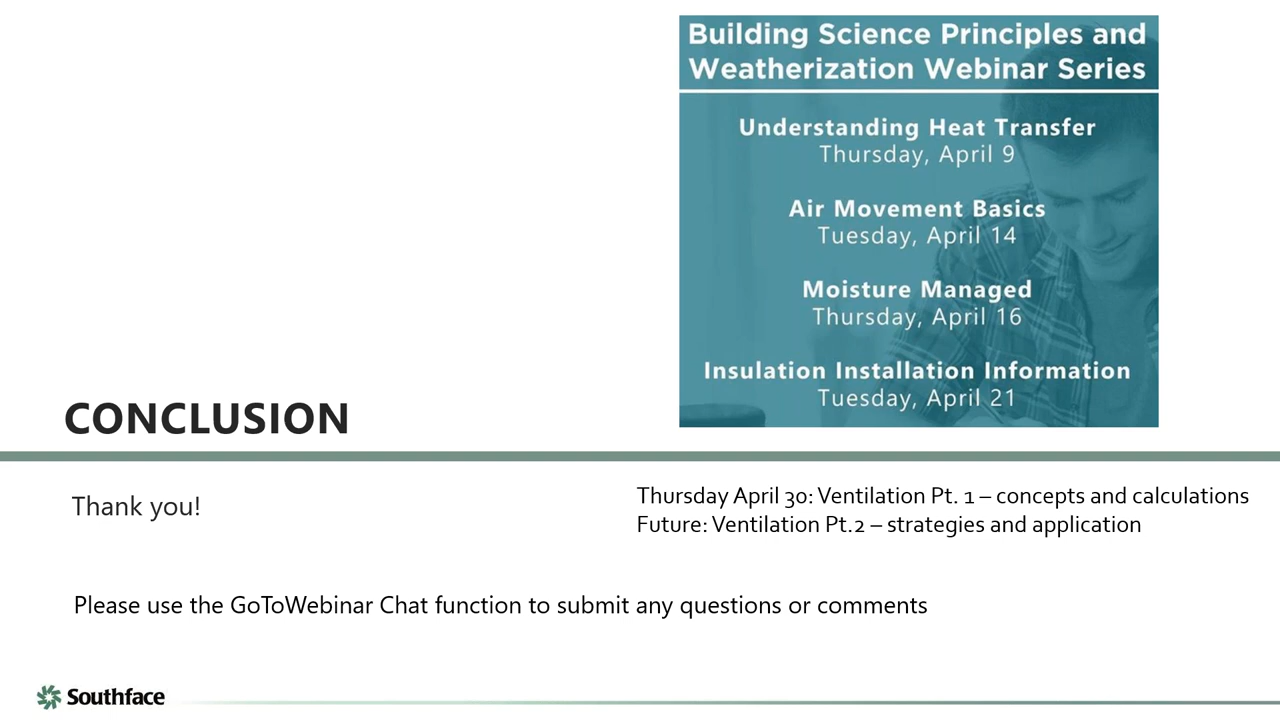 Building Science Principles and
Weatherization Webinar Series
Understanding Heat Transfer
Thursday, April 9
Air Movement Basics
Tuesday, April 14
Moisture Managed
Thursday, April 16
Insulation Installation Information
Tuesday, April 21
CONCLUSION
Thank you!
Thursday April 30: Ventilation Pt. 1 – concepts and calculations
Future: Ventilation Pt.2 – strategies and application
Please use the GoToWebinar Chat function to submit any questions or comments
Southface